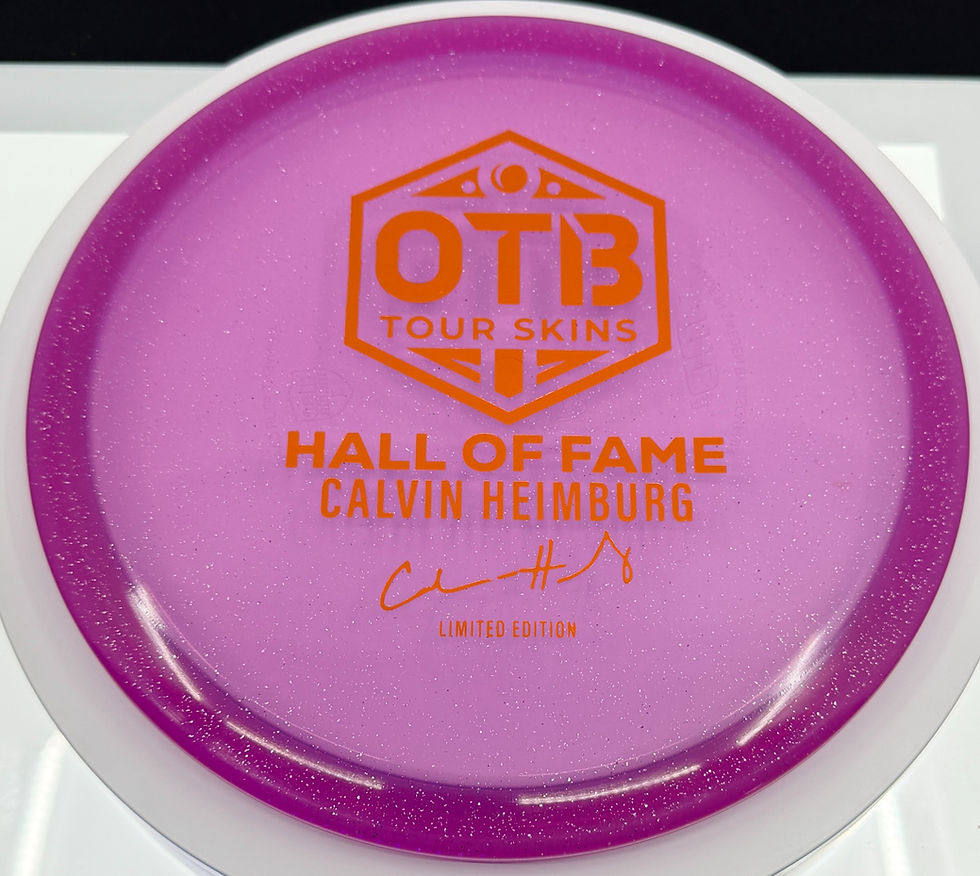 OTB
TOUR SKINS
HALL OF FAME
CALVIN HEIMBURG
LIMITED EDITION